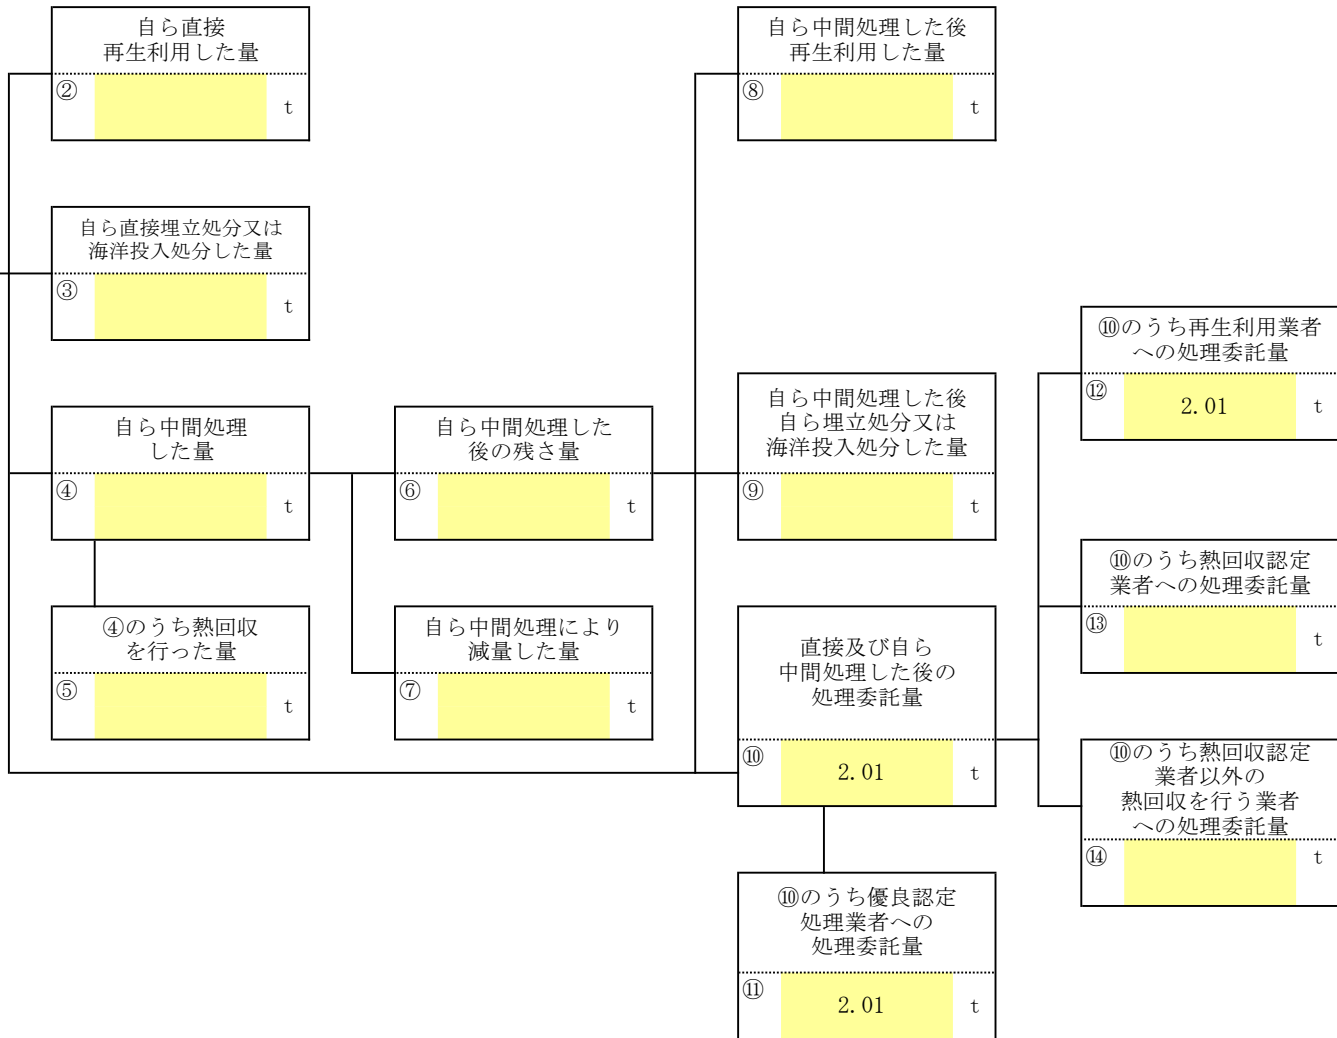 自ら直接
再生利用した量
②
t
自ら中間処理した後
再生利用した量
⑧
t
自ら直接埋立処分又は
海洋投入処分した量
③
t
⑩のうち再生利用業者
への処理委託量
⑫
2.01
t
自ら中間処理
した量
④
t
自ら中間処理した
後の残さ量
⑥
t
自ら中間処理した後
自ら埋立処分又は
海洋投入処分した量
⑨
t
⑩のうち熱回収認定
業者への処理委託量
⑬
t
④のうち熱回収
を行った量
⑤
t
自ら中間処理により
減量した量
⑦
t
直接及び自ら
中間処理した後の
処理委託量
⑩
2.01
t
⑩のうち熱回収認定
業者以外の
熱回収を行う業者
への処理委託量
⑭
t
⑩のうち優良認定
処理業者への
処理委託量
⑪
2.01
t